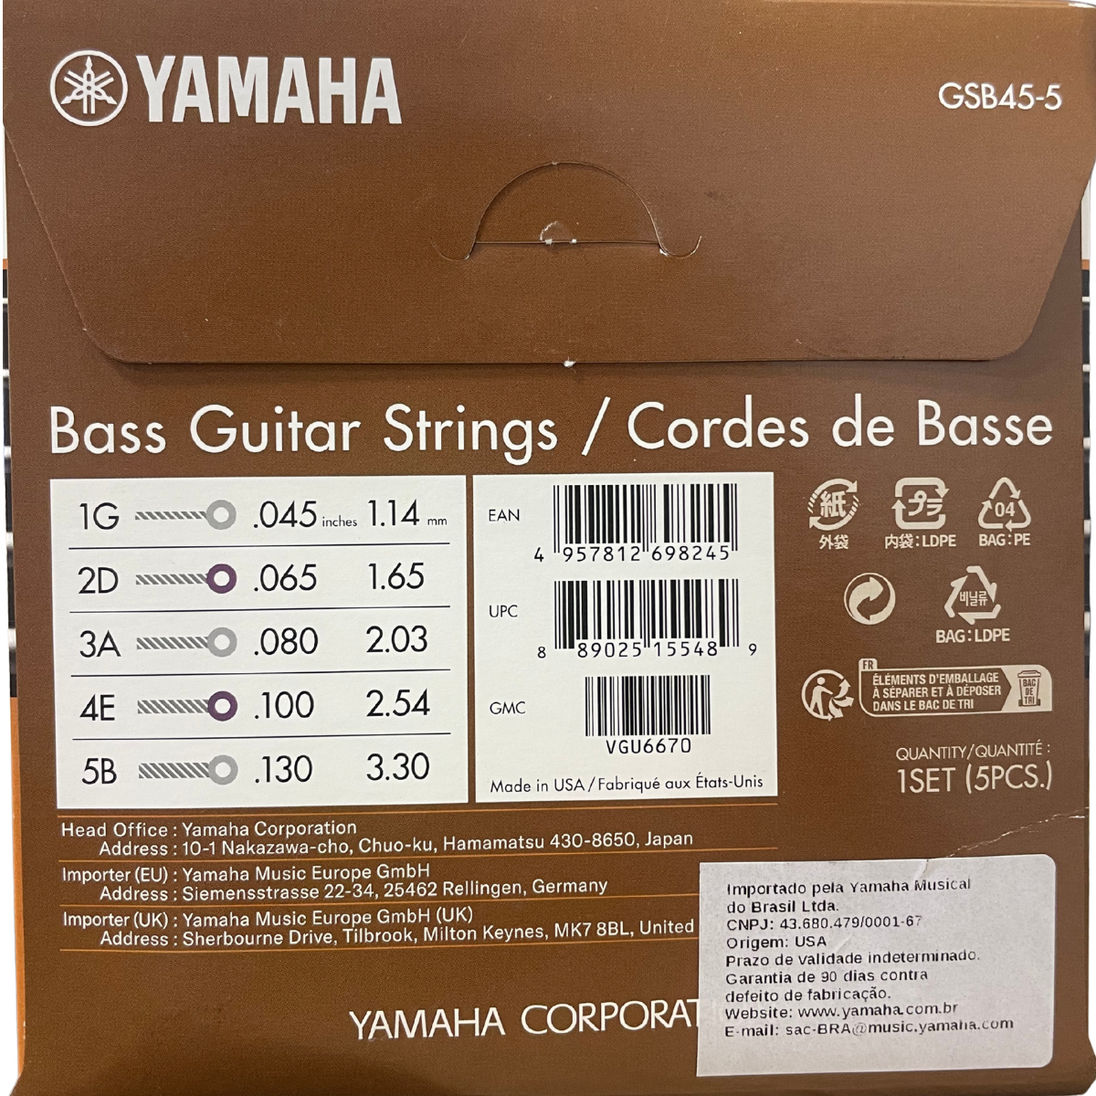 YAMAHA
GSB45-5
Bass Guitar Strings / Cordes de Basse
1G .045 inches 1.14 mm
2D .065 1.65
3A .080 2.03
4E .100 2.54
5B .130 3.30
EAN
4 957812 698245
UPC
8 89025 15548 9
GMC
VGU6670
Made in USA / Fabriqué aux États-Unis
紙
外袋
プラ
内袋:LDPE
04
BAG:PE
비닐류
BAG:LDPE
FR
ÉLÉMENTS D'EMBALLAGE
À SÉPARER ET À DÉPOSER
DANS LE BAC DE TRI
BAC
DE
TRI
QUANTITY/QUANTITÉ :
1SET (5PCS.)
Head Office : Yamaha Corporation
Address : 10-1 Nakazawa-cho, Chuo-ku, Hamamatsu 430-8650, Japan
Importer (EU) : Yamaha Music Europe GmbH
Address : Siemensstrasse 22-34, 25462 Rellingen, Germany
Importer (UK) : Yamaha Music Europe GmbH (UK)
Address : Sherbourne Drive, Tilbrook, Milton Keynes, MK7 8BL, United
YAMAHA CORPORAT
Importado pela Yamaha Musical
do Brasil Ltda.
CNPJ: 43.680.479/0001-67
Origem: USA
Prazo de validade indeterminado.
Garantia de 90 dias contra
defeito de fabricação.
Website: www.yamaha.com.br
E-mail: sac-BRA@music.yamaha.com